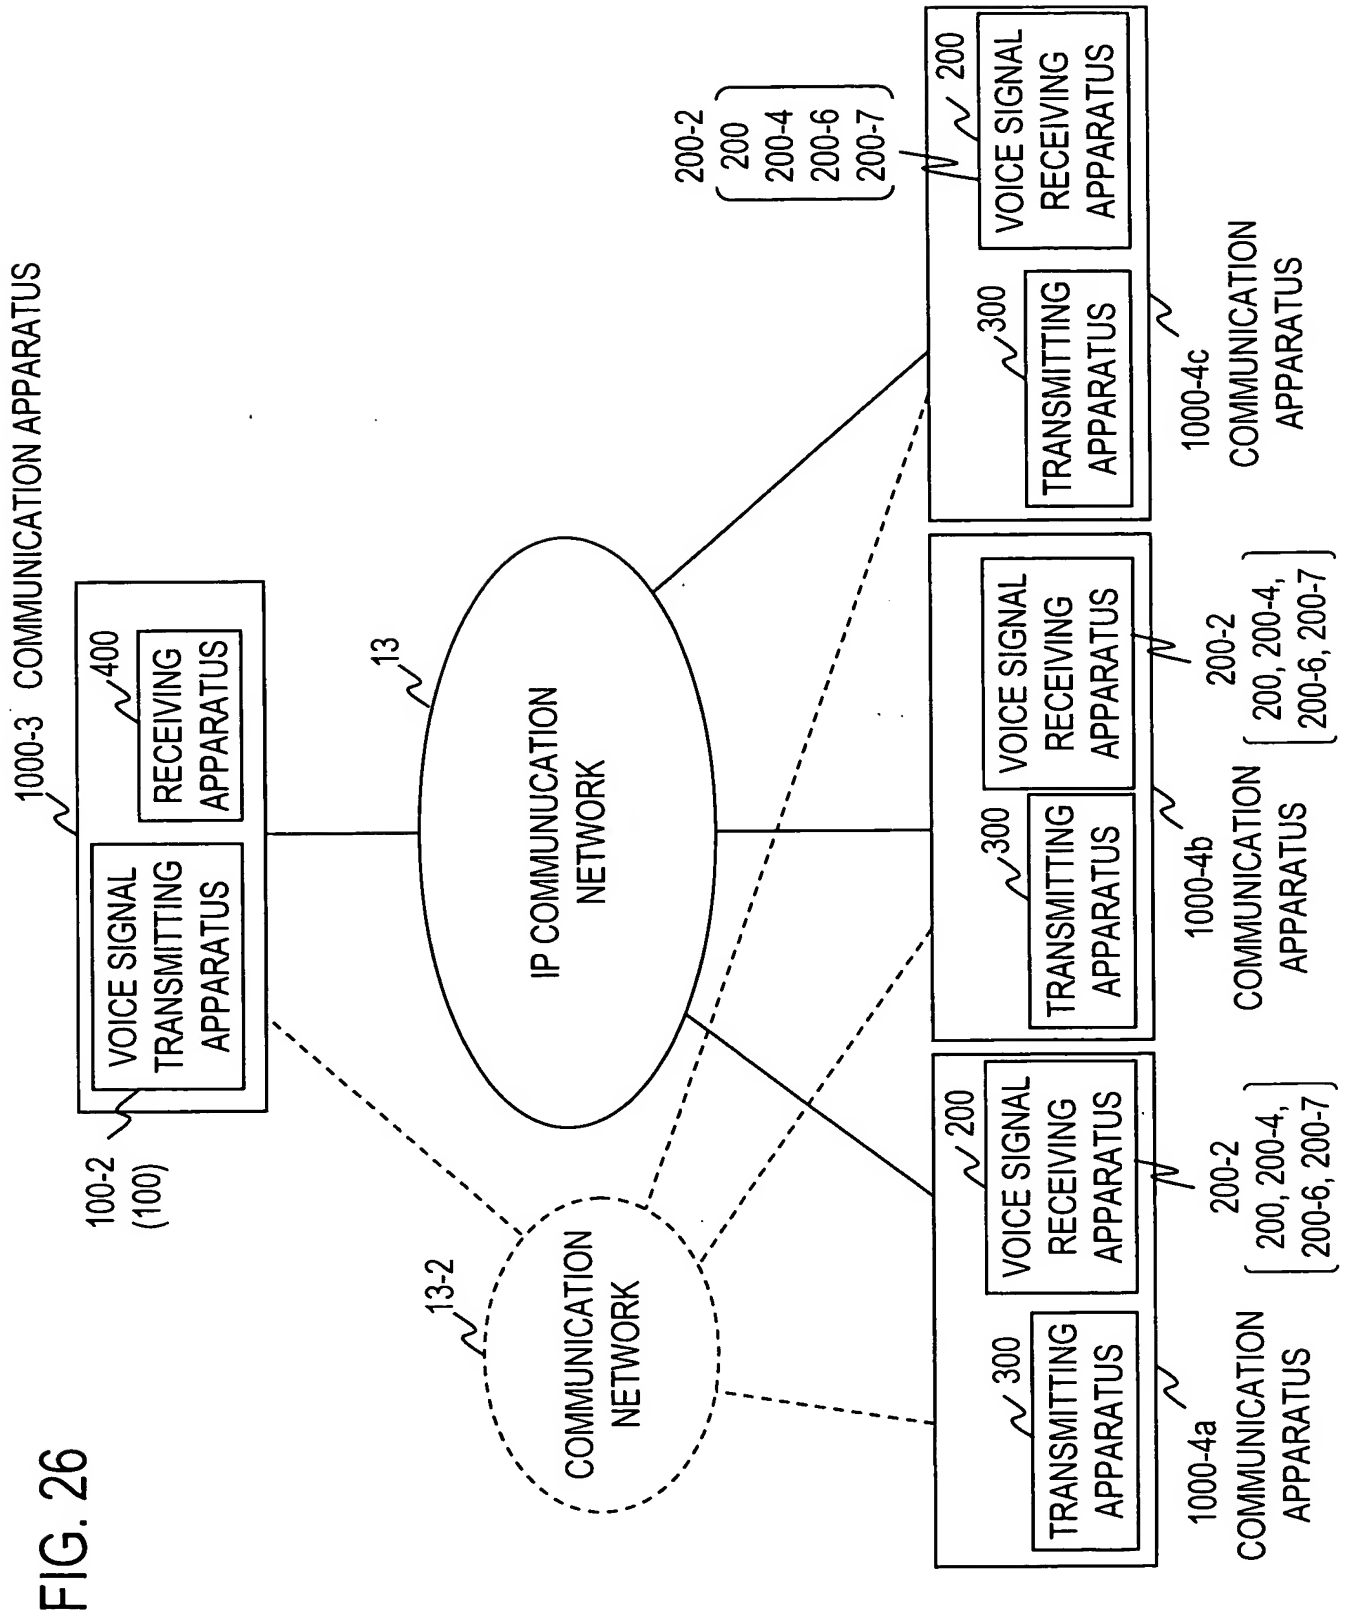 FIG. 26
1000-3 COMMUNICATION APPARATUS
VOICE SIGNAL
TRANSMITTING
APPARATUS
100-2
(100)
400
RECEIVING
APPARATUS
13
IP COMMUNUCATION
NETWORK
13-2
COMMUNICATION
NETWORK
300
TRANSMITTING
APPARATUS
200
VOICE SIGNAL
RECEIVING
APPARATUS
1000-4a
COMMUNICATION
APPARATUS
200-2
200, 200-4,
200-6, 200-7
300
TRANSMITTING
APPARATUS
VOICE SIGNAL
RECEIVING
APPARATUS
1000-4b
COMMUNICATION
APPARATUS
200-2
200, 200-4,
200-6, 200-7
300
TRANSMITTING
APPARATUS
200
VOICE SIGNAL
RECEIVING
APPARATUS
200-2
200
200-4
200-6
200-7
1000-4c
COMMUNICATION
APPARATUS